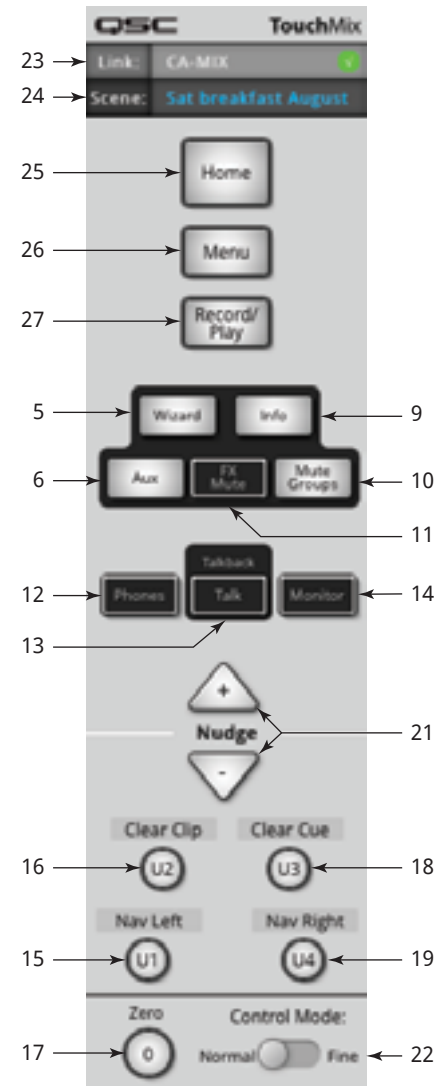 QSC TouchMix
23 Link: CA-MIX √
24 Scene: Sat breakfast August
25 Home
26 Menu
27 Record/
Play
5 Wizard Info 9
6 Aux FX
Mute Mute
Groups 10
11
Talkback
12 Phones Talk Monitor 14
13
+
Nudge 21
-
Clear Clip Clear Cue
16 U2 U3 18
Nav Left Nav Right
15 U1 U4 19
Zero Control Mode:
17 0 Normal Fine 22